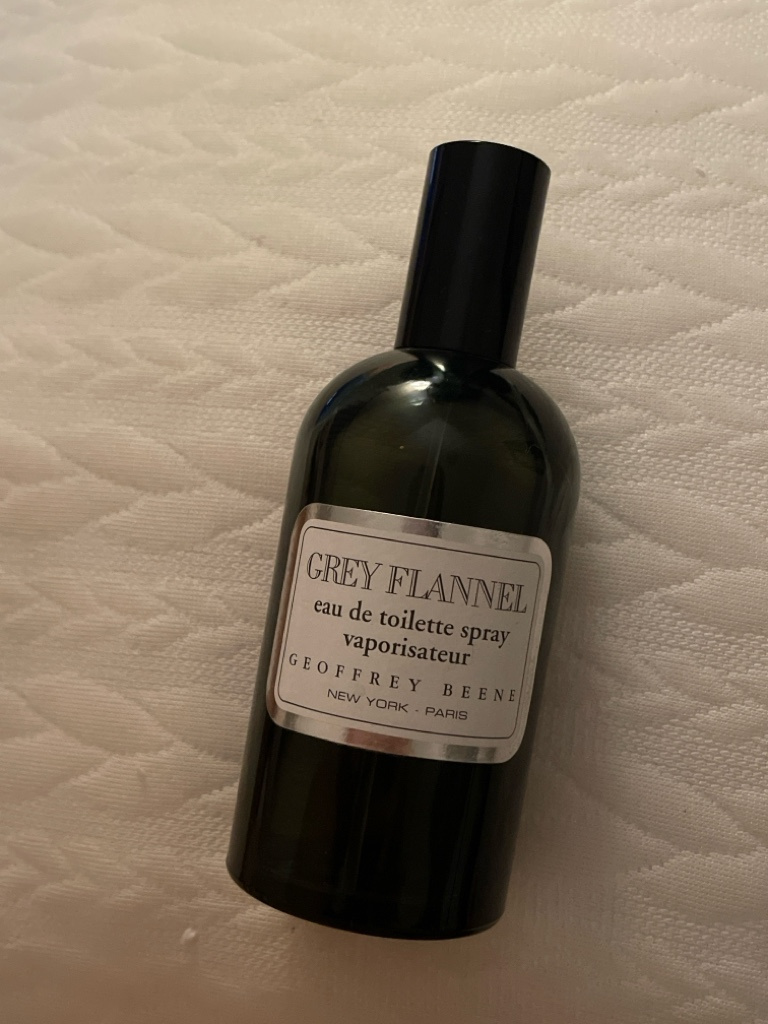 GREY FLANNEL
eau de toilette spray
vaporisateur
GEOFFREY BEENE
NEW YORK - PARIS